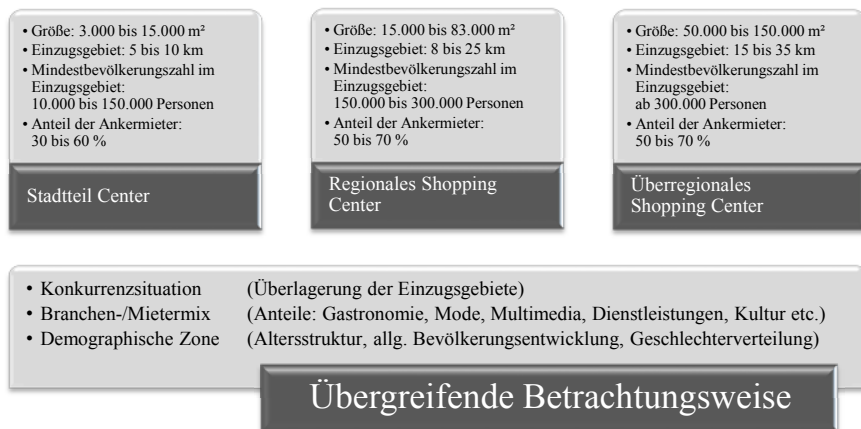 • Größe: 3.000 bis 15.000 m²
• Einzugsgebiet: 5 bis 10 km
• Mindestbevölkerungszahl im
Einzugsgebiet:
10.000 bis 150.000 Personen
• Anteil der Ankermieter:
30 bis 60 %
Stadtteil Center
• Größe: 15.000 bis 83.000 m²
• Einzugsgebiet: 8 bis 25 km
• Mindestbevölkerungszahl im
Einzugsgebiet:
150.000 bis 300.000 Personen
• Anteil der Ankermieter:
50 bis 70 %
Regionales Shopping
Center
• Größe: 50.000 bis 150.000 m²
• Einzugsgebiet: 15 bis 35 km
• Mindestbevölkerungszahl im
Einzugsgebiet:
ab 300.000 Personen
• Anteil der Ankermieter:
50 bis 70 %
Überregionales
Shopping Center
• Konkurrenzsituation (Überlagerung der Einzugsgebiete)
• Branchen-/Mietermix (Anteile: Gastronomie, Mode, Multimedia, Dienstleistungen, Kultur etc.)
• Demographische Zone (Altersstruktur, allg. Bevölkerungsentwicklung, Geschlechterverteilung)
Übergreifende Betrachtungsweise